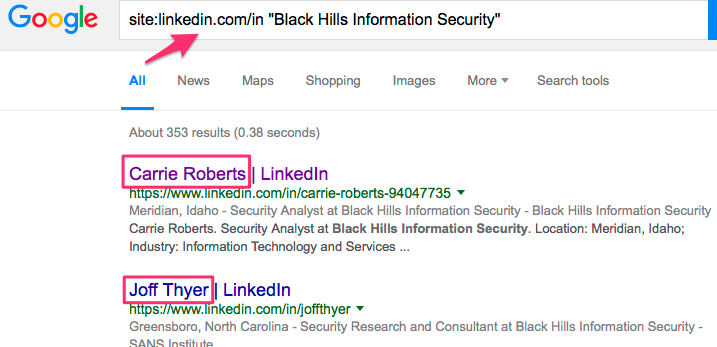 Google site:linkedin.com/in "Black Hills Information Security"
All News Maps Shopping Images More Search tools
About 353 results (0.38 seconds)
Carrie Roberts | LinkedIn
https://www.linkedin.com/in/carrie-roberts-94047735
Meridian, Idaho - Security Analyst at Black Hills Information Security - Black Hills Information Security
Carrie Roberts. Security Analyst at Black Hills Information Security. Location: Meridian, Idaho;
Industry: Information Technology and Services ...
Joff Thyer | LinkedIn
https://www.linkedin.com/in/joffthyer
Greensboro, North Carolina - Security Research and Consultant at Black Hills Information Security -
SANS Institute